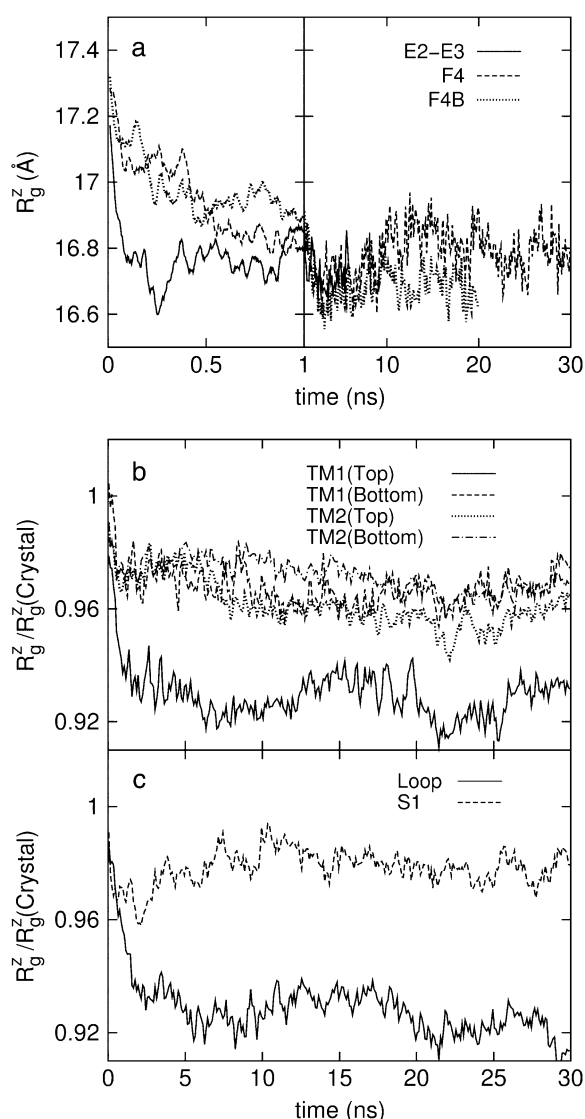 a
E2−E3
F4
F4B
17.4
17.2
17
16.8
16.6
R_g^z (Å)
0 0.5 1 10 20 30
time (ns)
b
TM1(Top)
TM1(Bottom)
TM2(Top)
TM2(Bottom)
1
0.96
0.92
R_g^z /R_g^z(Crystal)
c
Loop
S1
1
0.96
0.92
R_g^z /R_g^z(Crystal)
0 5 10 15 20 25 30
time (ns)